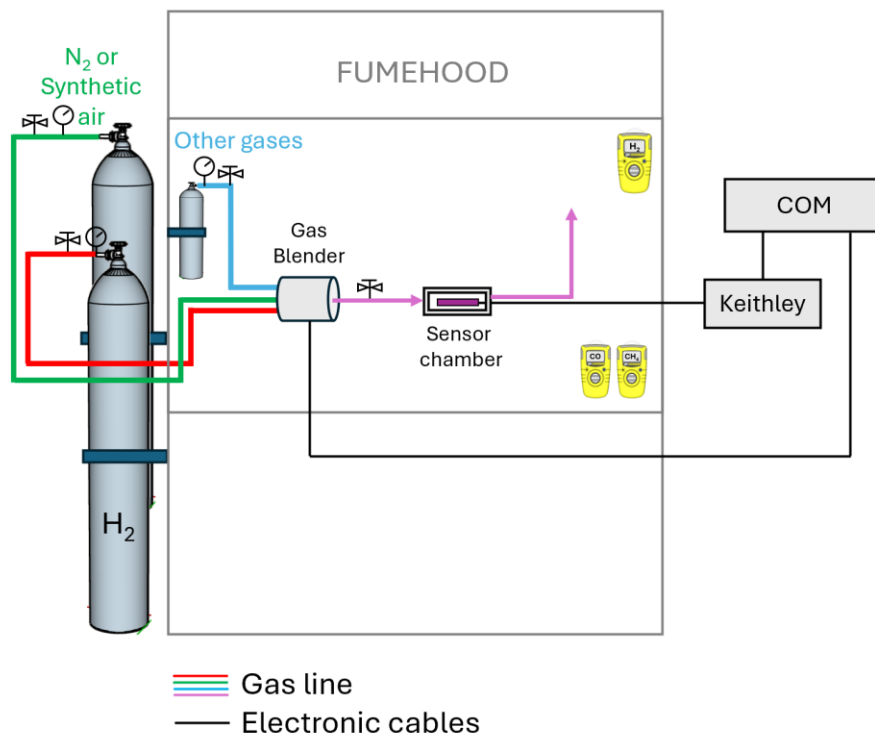 N₂ or
Synthetic
air
FUMEHOOD
Other gases
H₂
COM
Gas
Blender
Keithley
Sensor
chamber
CO
CH₄
H₂
Gas line
Electronic cables